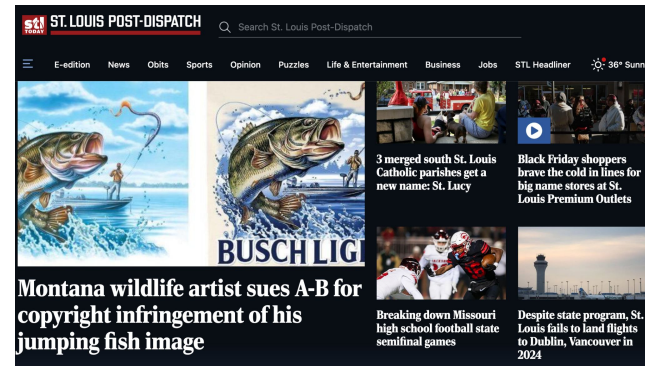 stl
TODAY
ST. LOUIS POST-DISPATCH
Search St. Louis Post-Dispatch
E-edition News Obits Sports Opinion Puzzles Life & Entertainment Business Jobs STL Headliner 36° Sunn
BUSCH LIGH
Montana wildlife artist sues A-B for
copyright infringement of his
jumping fish image
3 merged south St. Louis
Catholic parishes get a
new name: St. Lucy
Black Friday shoppers
brave the cold in lines for
big name stores at St.
Louis Premium Outlets
Breaking down Missouri
high school football state
semifinal games
Despite state program, St.
Louis fails to land flights
to Dublin, Vancouver in
2024